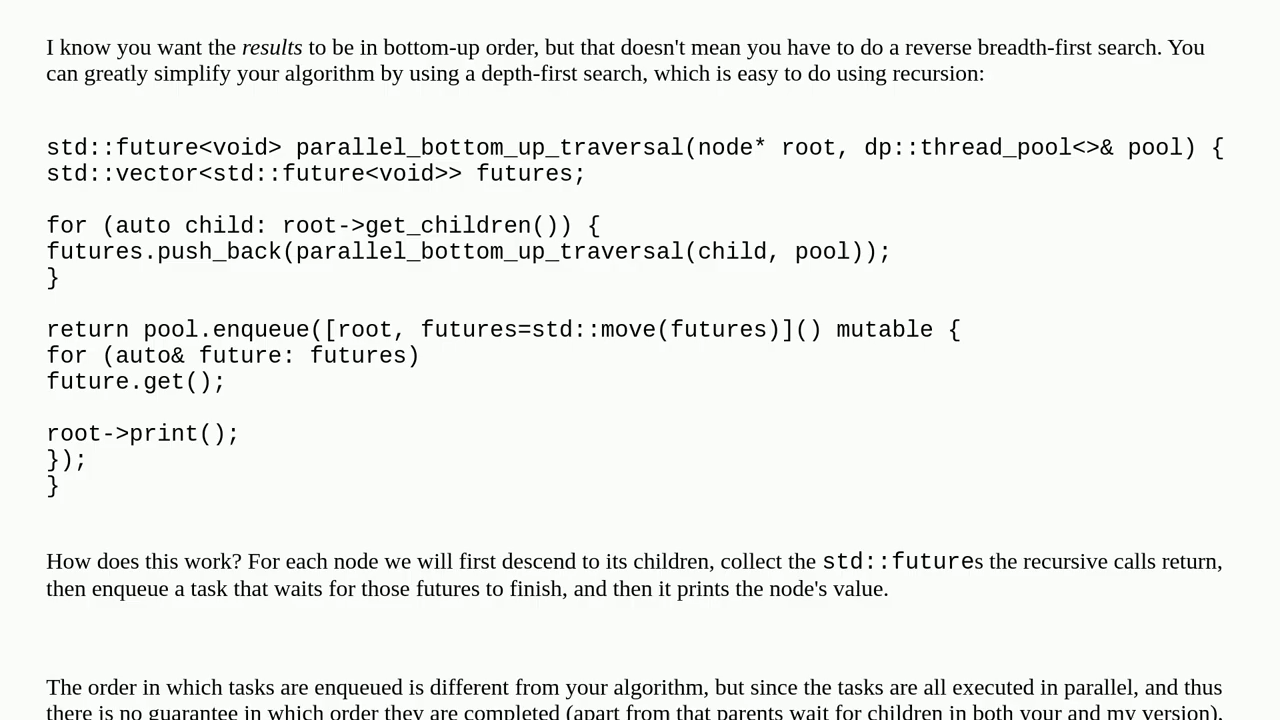 I know you want the results to be in bottom-up order, but that doesn't mean you have to do a reverse breadth-first search. You
can greatly simplify your algorithm by using a depth-first search, which is easy to do using recursion:
std::future<void> parallel_bottom_up_traversal(node* root, dp::thread_pool<>& pool) {
std::vector<std::future<void>> futures;
for (auto child: root->get_children()) {
futures.push_back(parallel_bottom_up_traversal(child, pool));
}
return pool.enqueue([root, futures=std::move(futures)]() mutable {
for (auto& future: futures)
future.get();
root->print();
});
}
How does this work? For each node we will first descend to its children, collect the std::futures the recursive calls return,
then enqueue a task that waits for those futures to finish, and then it prints the node's value.
The order in which tasks are enqueued is different from your algorithm, but since the tasks are all executed in parallel, and thus
there is no guarantee in which order they are completed (apart from that parents wait for children in both your and my version),